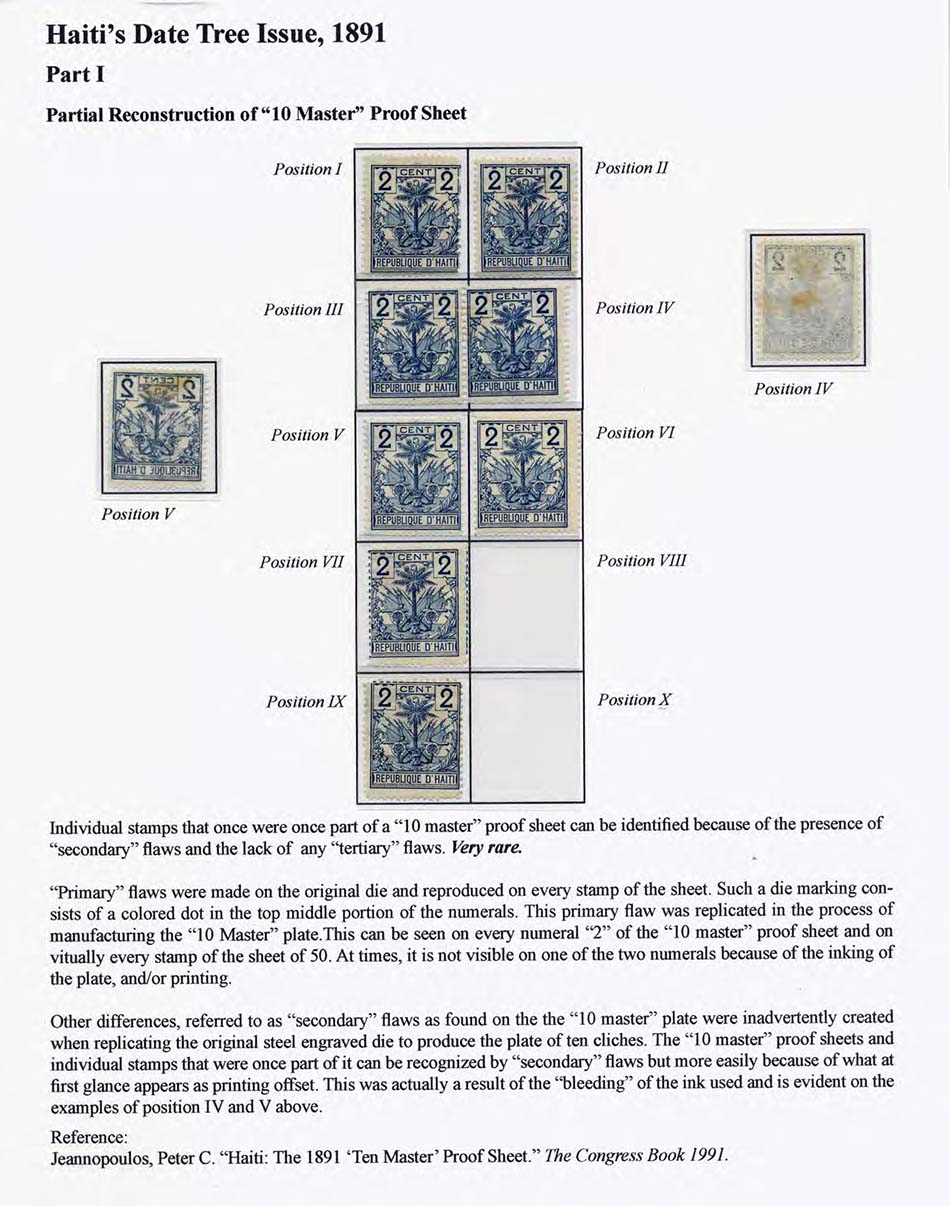 Haiti's Date Tree Issue, 1891
Part I
Partial Reconstruction of "10 Master" Proof Sheet
Position I
2 CENT 2
REPUBLIQUE D'HAITI
2 CENT 2
REPUBLIQUE D'HAITI
Position II
Position III
2 CENT 2
REPUBLIQUE D'HAITI
2 CENT 2
REPUBLIQUE D'HAITI
Position IV
2 2
Position IV
2 CENT 2
REPUBLIQUE D'HAITI
Position V
Position V
2 CENT 2
REPUBLIQUE D'HAITI
2 CENT 2
REPUBLIQUE D'HAITI
Position VI
Position VII
2 CENT 2
REPUBLIQUE D'HAITI
Position VIII
Position IX
2 CENT 2
REPUBLIQUE D'HAITI
Position X
Individual stamps that once were once part of a "10 master" proof sheet can be identified because of the presence of
"secondary" flaws and the lack of any "tertiary" flaws. Very rare.
"Primary" flaws were made on the original die and reproduced on every stamp of the sheet. Such a die marking con-
sists of a colored dot in the top middle portion of the numerals. This primary flaw was replicated in the process of
manufacturing the "10 Master" plate.This can be seen on every numeral "2" of the "10 master" proof sheet and on
vitually every stamp of the sheet of 50. At times, it is not visible on one of the two numerals because of the inking of
the plate, and/or printing.
Other differences, referred to as "secondary" flaws as found on the the "10 master" plate were inadvertently created
when replicating the original steel engraved die to produce the plate of ten cliches. The "10 master" proof sheets and
individual stamps that were once part of it can be recognized by "secondary" flaws but more easily because of what at
first glance appears as printing offset. This was actually a result of the "bleeding" of the ink used and is evident on the
examples of position IV and V above.
Reference:
Jeannopoulos, Peter C. "Haiti: The 1891 'Ten Master' Proof Sheet." The Congress Book 1991.